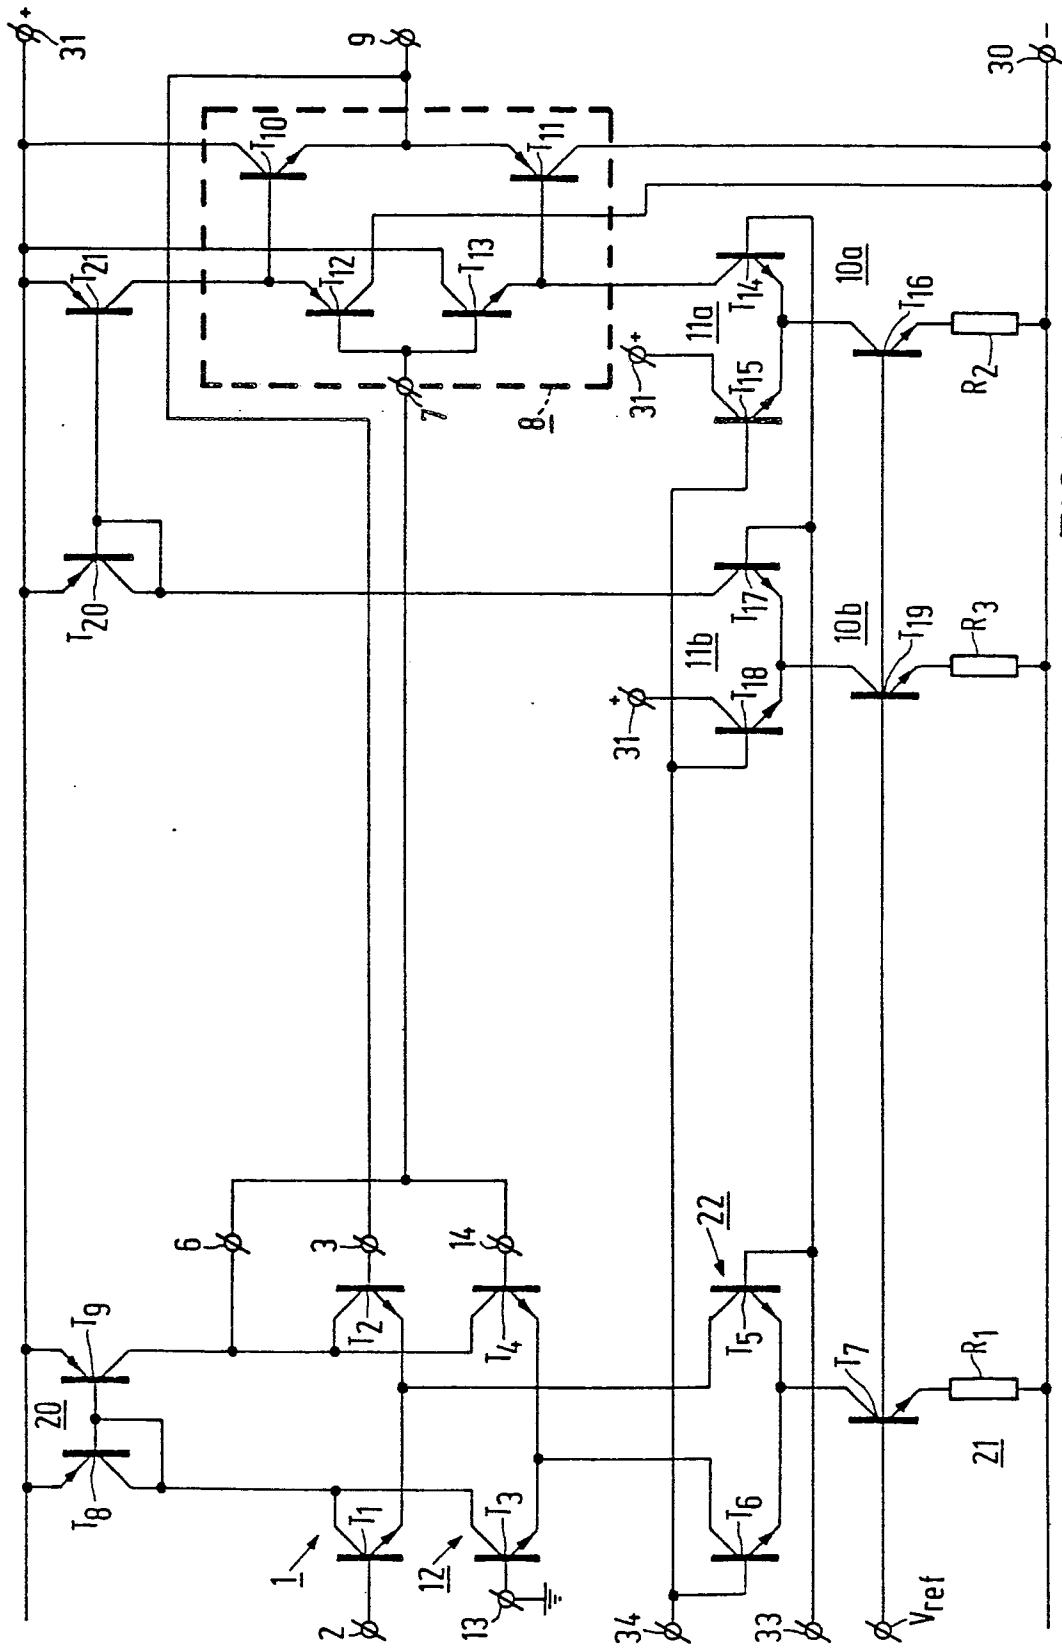 +
31
T8
20
T9
T20
T21
6
9
1
T1
T2
3
T12
T10
2
7
12
T3
T4
14
T13
T11
13
8
34
31
+
11b
31
+
11a
T6
T5
22
T18
T17
T15
T14
33
T7
10b
10a
Vref
T19
T16
21
R1
R3
R2
30
−